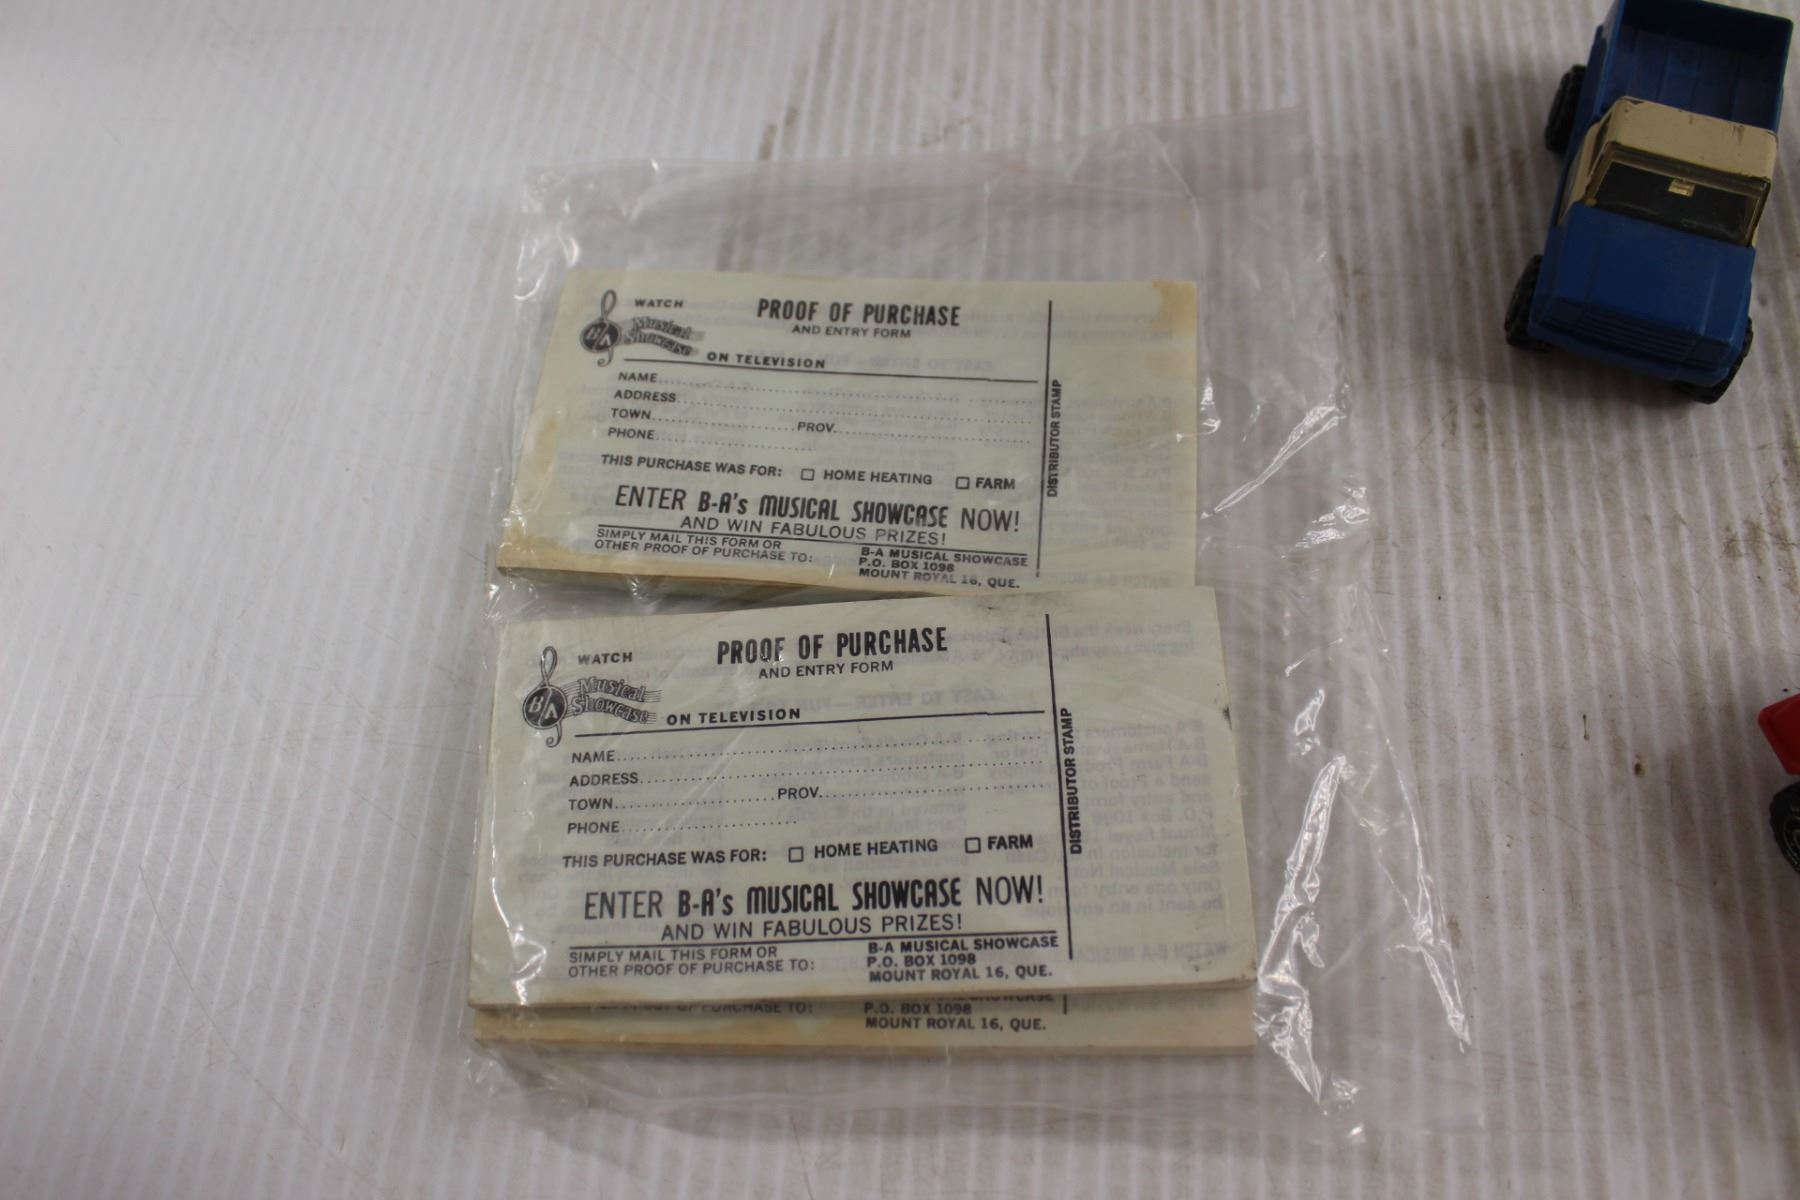 WATCH
PROOF OF PURCHASE
AND ENTRY FORM
B/A Musical
Showcase
ON TELEVISION
NAME
ADDRESS
TOWN PROV.
PHONE
THIS PURCHASE WAS FOR: HOME HEATING FARM
ENTER B-A's MUSICAL SHOWCASE NOW!
AND WIN FABULOUS PRIZES!
SIMPLY MAIL THIS FORM OR
OTHER PROOF OF PURCHASE TO:
B-A MUSICAL SHOWCASE
P.O. BOX 1098
MOUNT ROYAL 16, QUE.
DISTRIBUTOR STAMP
WATCH
PROOF OF PURCHASE
AND ENTRY FORM
B/A Musical
Showcase
ON TELEVISION
NAME
ADDRESS
TOWN PROV.
PHONE
THIS PURCHASE WAS FOR: HOME HEATING FARM
ENTER B-A's MUSICAL SHOWCASE NOW!
AND WIN FABULOUS PRIZES!
SIMPLY MAIL THIS FORM OR
OTHER PROOF OF PURCHASE TO:
B-A MUSICAL SHOWCASE
P.O. BOX 1098
MOUNT ROYAL 16, QUE.
DISTRIBUTOR STAMP
OTHER PROOF OF PURCHASE TO:
P.O. BOX 1098
MOUNT ROYAL 16, QUE.